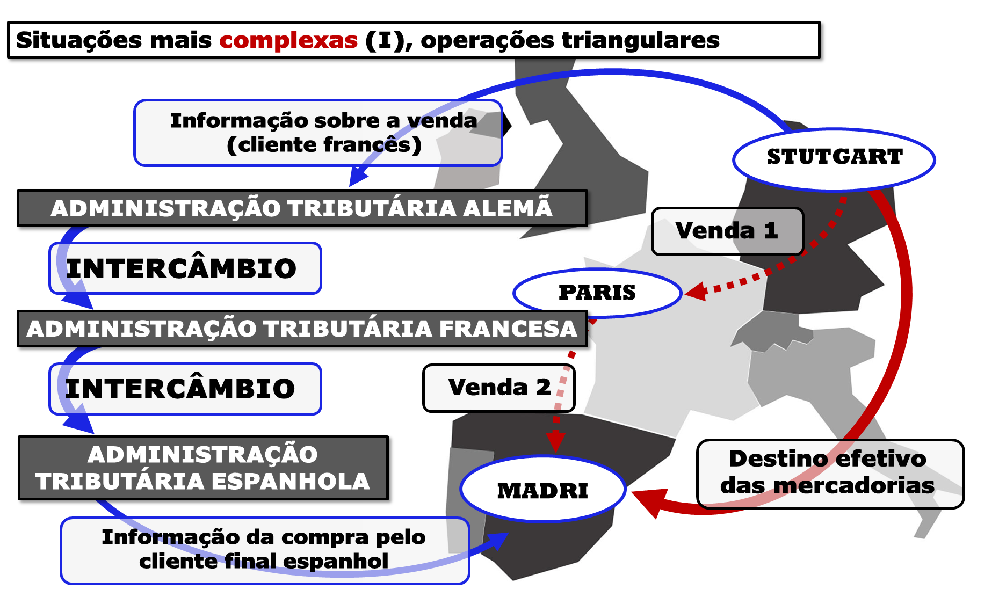 Situações mais complexas (I), operações triangulares
Informação sobre a venda
(cliente francês)
STUTGART
ADMINISTRAÇÃO TRIBUTÁRIA ALEMÃ
Venda 1
INTERCÂMBIO
PARIS
ADMINISTRAÇÃO TRIBUTÁRIA FRANCESA
INTERCÂMBIO
Venda 2
ADMINISTRAÇÃO
TRIBUTÁRIA ESPANHOLA
Destino efetivo
das mercadorias
MADRI
Informação da compra pelo
cliente final espanhol